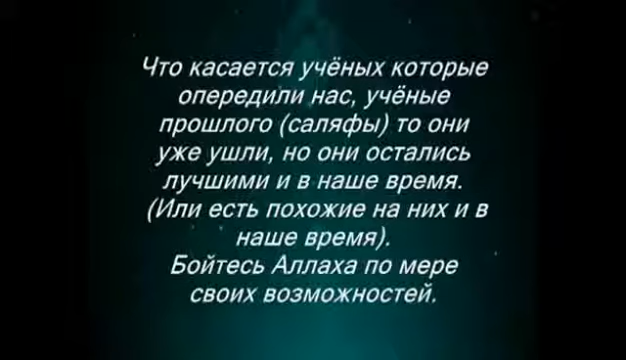 Что касается учёных которые
опередили нас, учёные
прошлого (саляфы) то они
уже ушли, но они остались
лучшими и в наше время.
(Или есть похожие на них и в
наше время).
Бойтесь Аллаха по мере
своих возможностей.